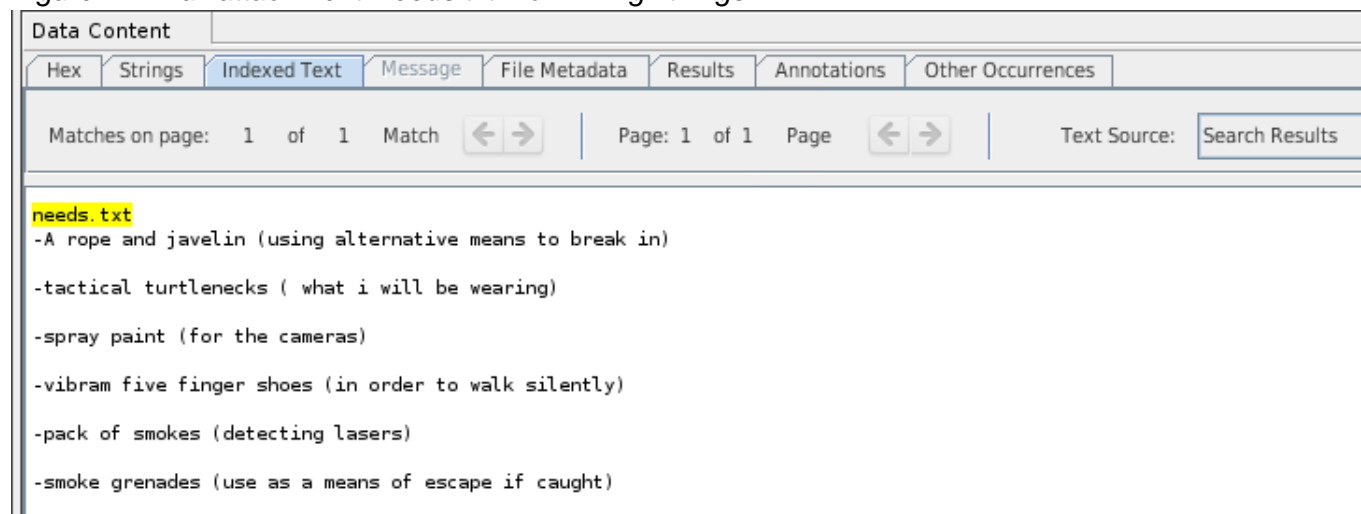 Data Content
Hex Strings Indexed Text Message File Metadata Results Annotations Other Occurrences
Matches on page: 1 of 1 Match Page: 1 of 1 Page Text Source: Search Results
needs.txt
-A rope and javelin (using alternative means to break in)
-tactical turtlenecks ( what i will be wearing)
-spray paint (for the cameras)
-vibram five finger shoes (in order to walk silently)
-pack of smokes (detecting lasers)
-smoke grenades (use as a means of escape if caught)